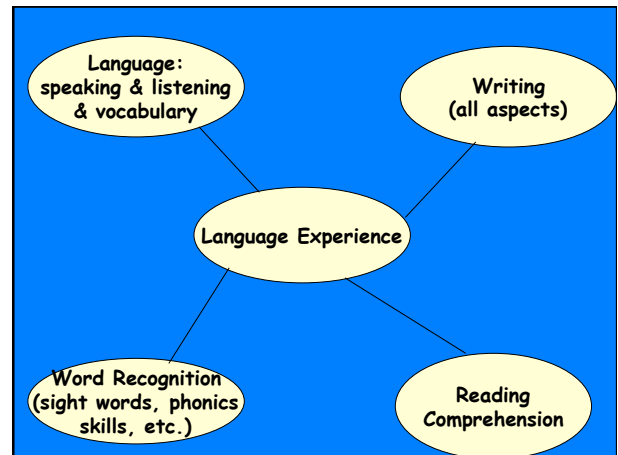 Language:
speaking & listening
& vocabulary
Writing
(all aspects)
Language Experience
Word Recognition
(sight words, phonics
skills, etc.)
Reading
Comprehension